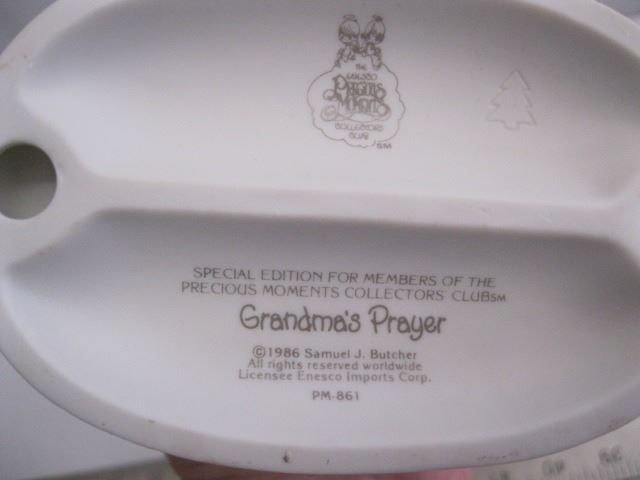 THE
ENESCO
PRECIOUS
MOMENTS
COLLECTORS
CLUB
SM
SPECIAL EDITION FOR MEMBERS OF THE
PRECIOUS MOMENTS COLLECTORS' CLUBSM
Grandma's Prayer
©1986 Samuel J. Butcher
All rights reserved worldwide
Licensee Enesco Imports Corp.
PM-861